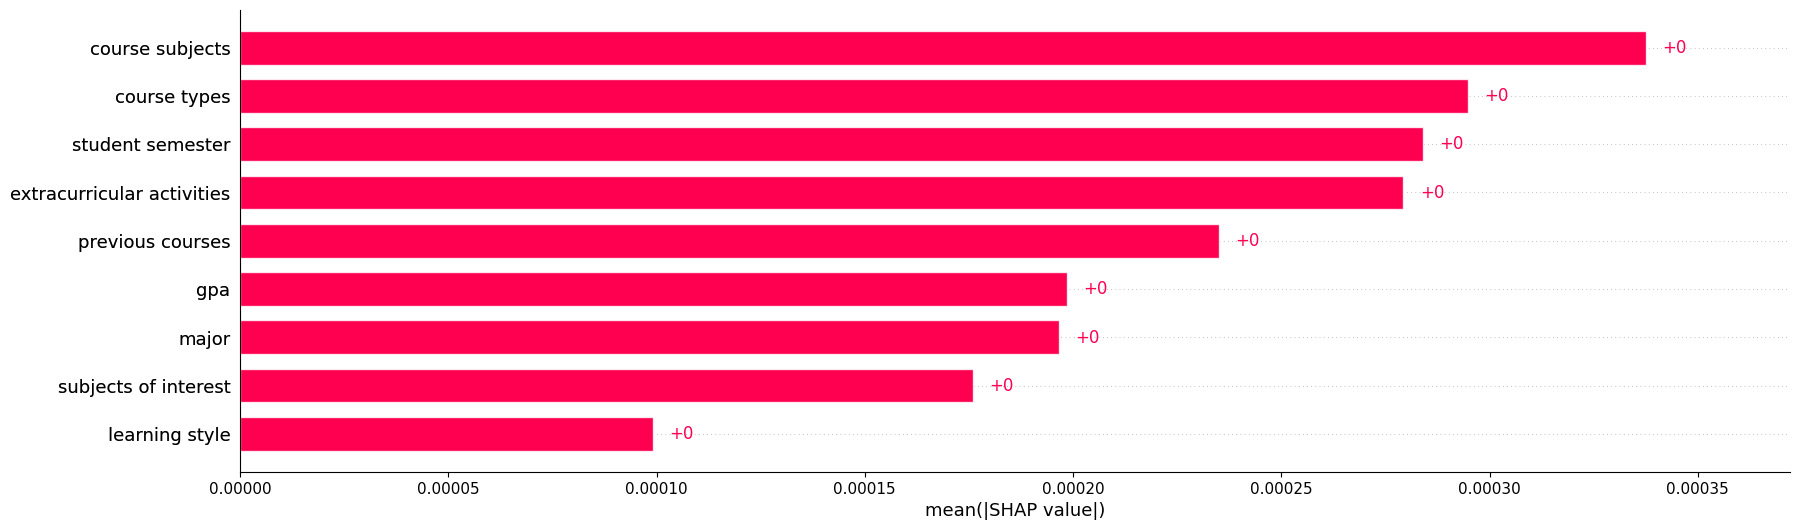 course subjects +0
course types +0
student semester +0
extracurricular activities +0
previous courses +0
gpa +0
major +0
subjects of interest +0
learning style +0
0.00000 0.00005 0.00010 0.00015 0.00020 0.00025 0.00030 0.00035
mean(|SHAP value|)